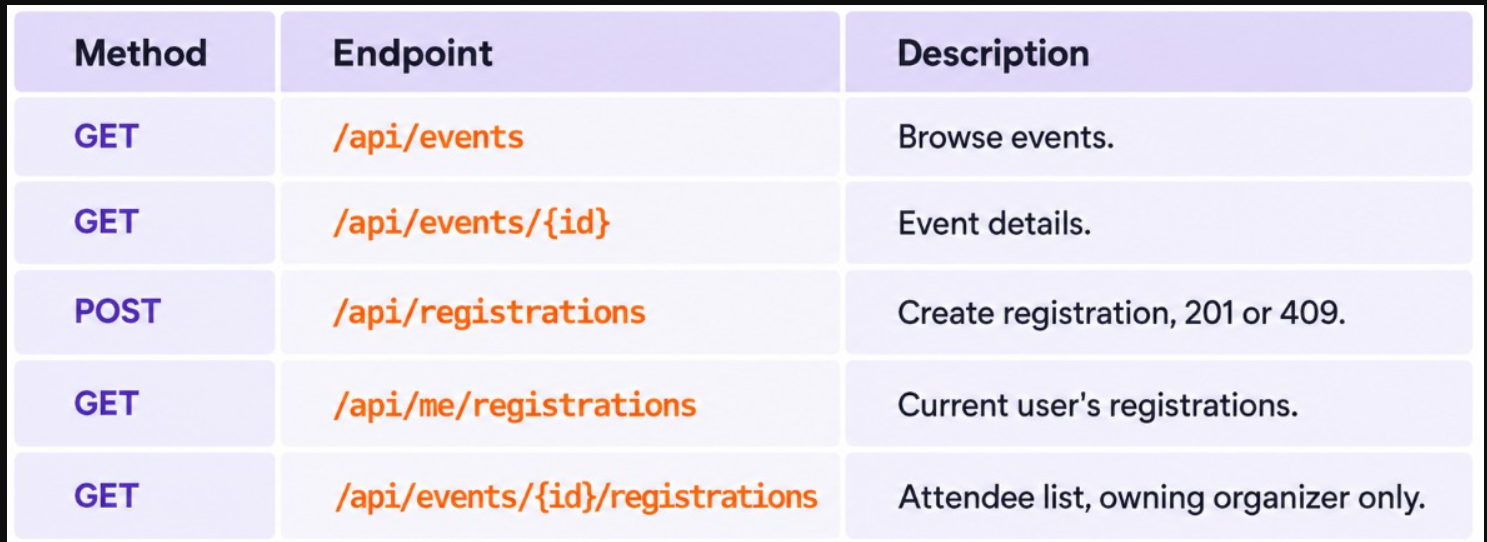 Method Endpoint Description
GET /api/events Browse events.
GET /api/events/{id} Event details.
POST /api/registrations Create registration, 201 or 409.
GET /api/me/registrations Current user's registrations.
GET /api/events/{id}/registrations Attendee list, owning organizer only.